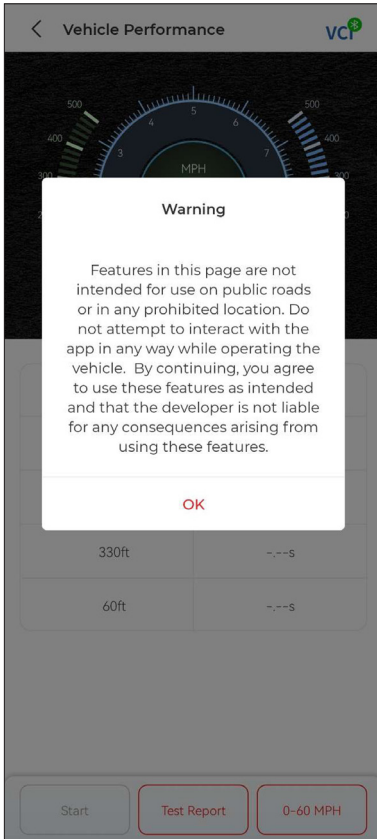 Vehicle Performance
VCI
500
500
5
4
6
400
400
3
7
MPH
300
300
Warning
Features in this page are not
intended for use on public roads
or in any prohibited location. Do
not attempt to interact with the
app in any way while operating the
vehicle. By continuing, you agree
to use these features as intended
and that the developer is not liable
for any consequences arising from
using these features.
OK
330ft -.--s
60ft -.--s
Start Test Report 0-60 MPH